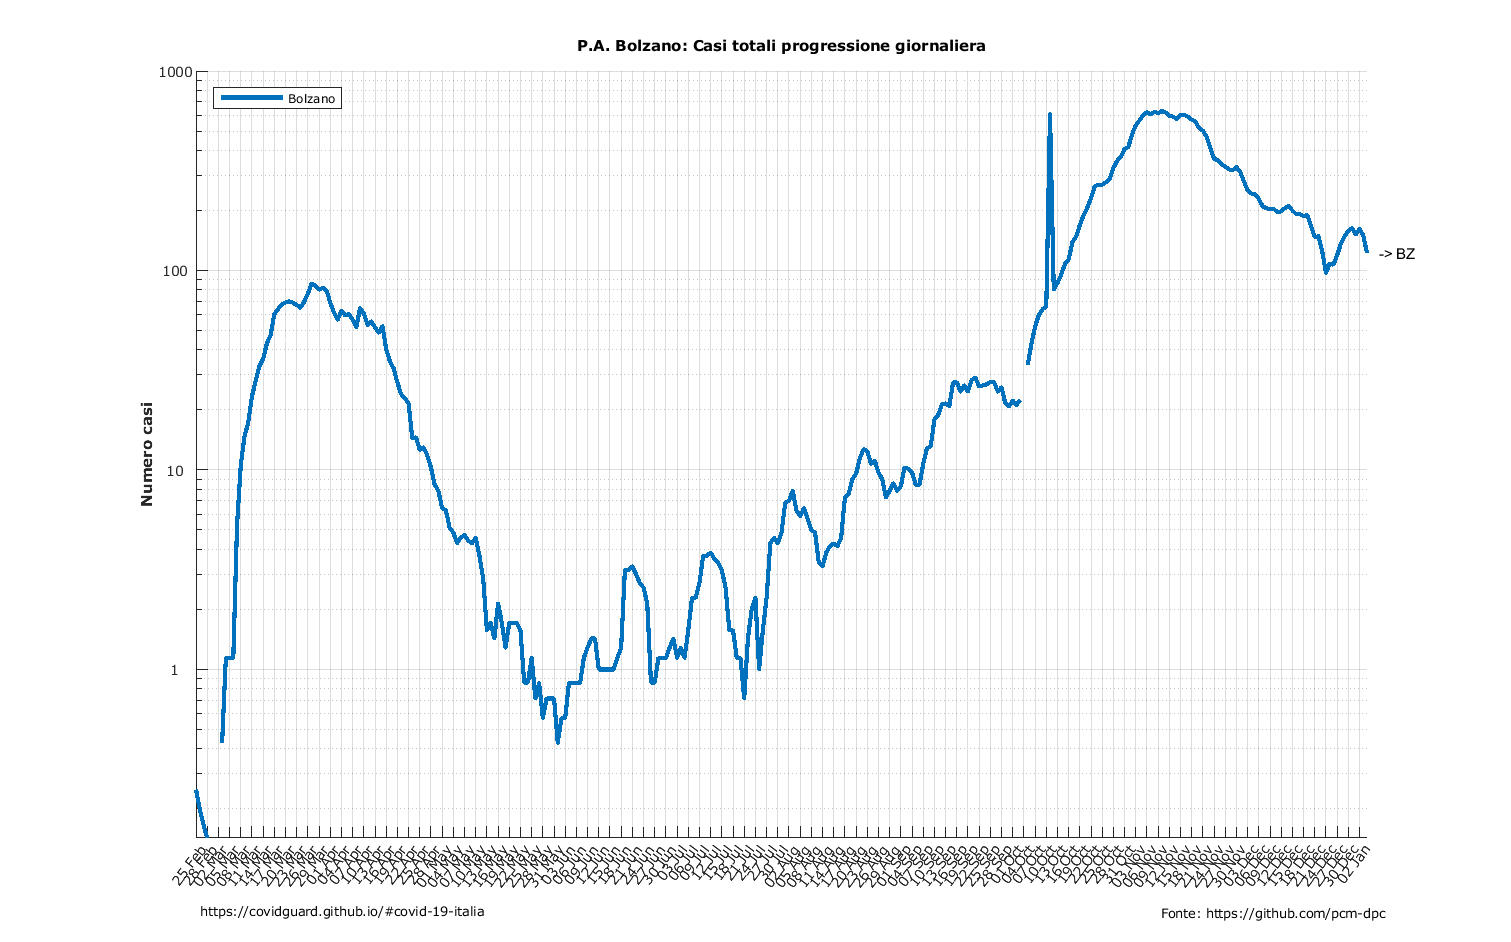 P.A. Bolzano: Casi totali progressione giornaliera
1000
Bolzano
100
-> BZ
Numero casi
10
1
25 Feb
28 Feb
02 Mar
05 Mar
08 Mar
11 Mar
14 Mar
17 Mar
20 Mar
23 Mar
26 Mar
29 Mar
01 Apr
04 Apr
07 Apr
10 Apr
13 Apr
16 Apr
19 Apr
22 Apr
25 Apr
28 Apr
01 May
04 May
07 May
10 May
13 May
16 May
19 May
22 May
25 May
28 May
31 May
03 Jun
06 Jun
09 Jun
12 Jun
15 Jun
18 Jun
21 Jun
24 Jun
27 Jun
30 Jun
03 Jul
06 Jul
09 Jul
12 Jul
15 Jul
18 Jul
21 Jul
24 Jul
27 Jul
30 Jul
02 Aug
05 Aug
08 Aug
11 Aug
14 Aug
17 Aug
20 Aug
23 Aug
26 Aug
29 Aug
01 Sep
04 Sep
07 Sep
10 Sep
13 Sep
16 Sep
19 Sep
22 Sep
25 Sep
28 Sep
01 Oct
04 Oct
07 Oct
10 Oct
13 Oct
16 Oct
19 Oct
22 Oct
25 Oct
28 Oct
31 Oct
03 Nov
06 Nov
09 Nov
12 Nov
15 Nov
18 Nov
21 Nov
24 Nov
27 Nov
30 Nov
03 Dec
06 Dec
09 Dec
12 Dec
15 Dec
18 Dec
21 Dec
24 Dec
27 Dec
30 Dec
02 Jan
https://covidguard.github.io/#covid-19-italia
Fonte: https://github.com/pcm-dpc